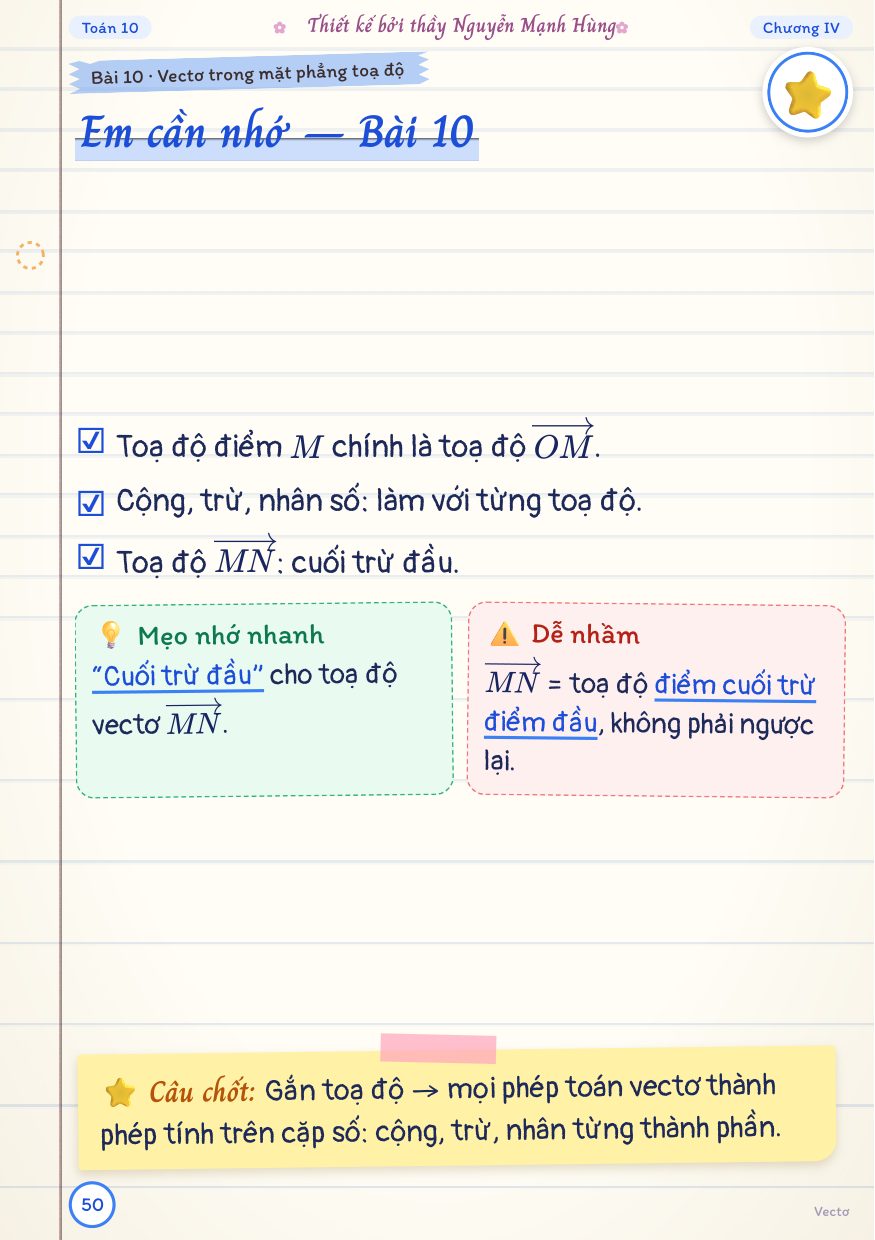 Toán 10
Thiết kế bởi thầy Nguyễn Mạnh Hùng
Chương IV
Bài 10 · Vectơ trong mặt phẳng toạ độ
Em cần nhớ — Bài 10
☑ Toạ độ điểm M chính là toạ độ \overrightarrow{OM}.
☑ Cộng, trừ, nhân số: làm với từng toạ độ.
☑ Toạ độ \overrightarrow{MN}: cuối trừ đầu.
Mẹo nhớ nhanh
“Cuối trừ đầu” cho toạ độ
vectơ \overrightarrow{MN}.
Dễ nhầm
\overrightarrow{MN} = toạ độ điểm cuối trừ
điểm đầu, không phải ngược
lại.
Câu chốt: Gắn toạ độ → mọi phép toán vectơ thành
phép tính trên cặp số: cộng, trừ, nhân từng thành phần.
50
Vectơ